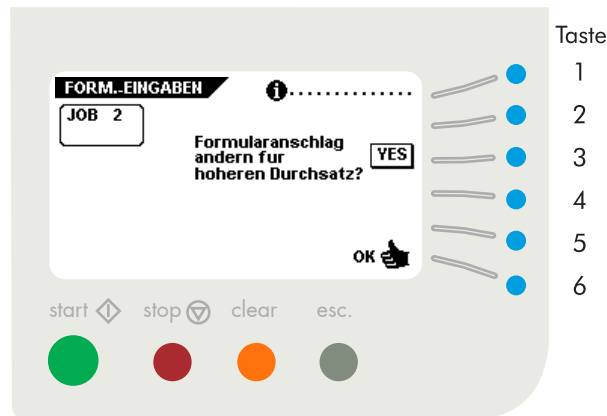 Taste
FORM.-EINGABEN
i..............
1
JOB 2
2
Formularanschlag
andern fur
hoheren Durchsatz?
YES
3
4
5
OK
6
start stop clear esc.